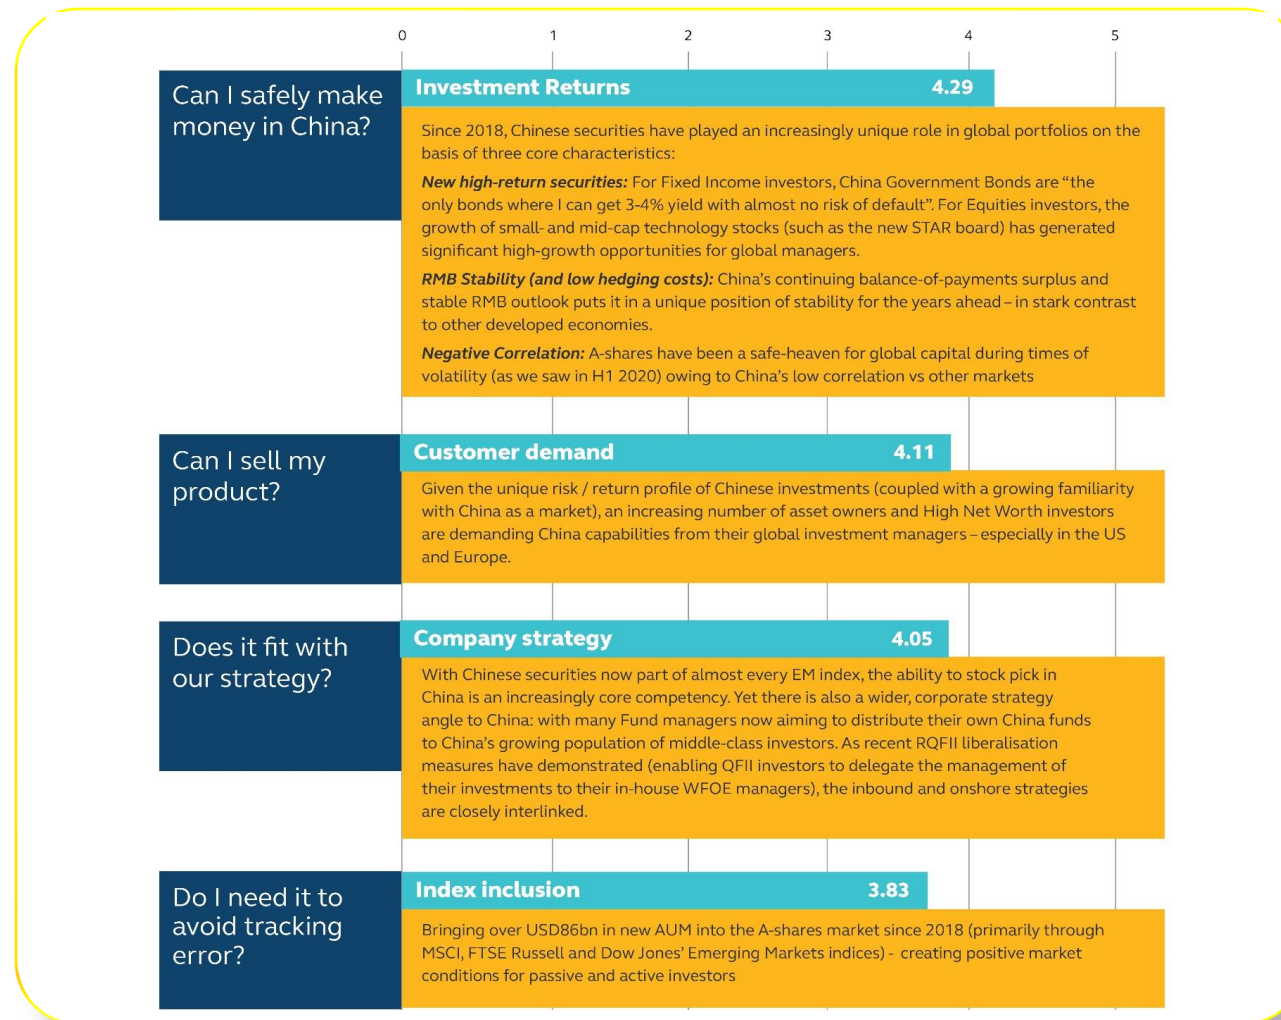 0 1 2 3 4 5
Can I safely make
money in China?
Investment Returns 4.29
Since 2018, Chinese securities have played an increasingly unique role in global portfolios on the
basis of three core characteristics:
New high-return securities: For Fixed Income investors, China Government Bonds are “the
only bonds where I can get 3-4% yield with almost no risk of default”. For Equities investors, the
growth of small- and mid-cap technology stocks (such as the new STAR board) has generated
significant high-growth opportunities for global managers.
RMB Stability (and low hedging costs): China’s continuing balance-of-payments surplus and
stable RMB outlook puts it in a unique position of stability for the years ahead – in stark contrast
to other developed economies.
Negative Correlation: A-shares have been a safe-heaven for global capital during times of
volatility (as we saw in H1 2020) owing to China’s low correlation vs other markets
Can I sell my
product?
Customer demand 4.11
Given the unique risk / return profile of Chinese investments (coupled with a growing familiarity
with China as a market), an increasing number of asset owners and High Net Worth investors
are demanding China capabilities from their global investment managers – especially in the US
and Europe.
Does it fit with
our strategy?
Company strategy 4.05
With Chinese securities now part of almost every EM index, the ability to stock pick in
China is an increasingly core competency. Yet there is also a wider, corporate strategy
angle to China: with many Fund managers now aiming to distribute their own China funds
to China’s growing population of middle-class investors. As recent RQFII liberalisation
measures have demonstrated (enabling QFII investors to delegate the management of
their investments to their in-house WFOE managers), the inbound and onshore strategies
are closely interlinked.
Do I need it to
avoid tracking
error?
Index inclusion 3.83
Bringing over USD86bn in new AUM into the A-shares market since 2018 (primarily through
MSCI, FTSE Russell and Dow Jones’ Emerging Markets indices) - creating positive market
conditions for passive and active investors